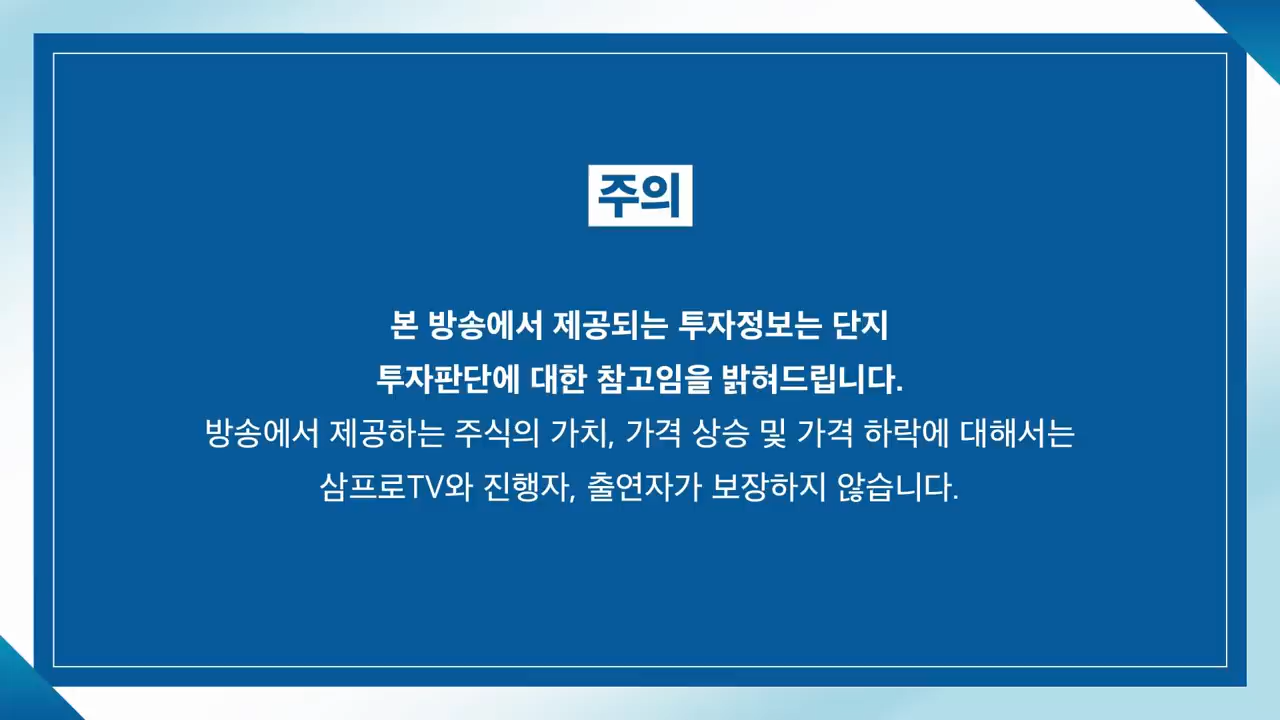 주의
본 방송에서 제공되는 투자정보는 단지
투자판단에 대한 참고임을 밝혀드립니다.
방송에서 제공하는 주식의 가치, 가격 상승 및 가격 하락에 대해서는
삼프로TV와 진행자, 출연자가 보장하지 않습니다.